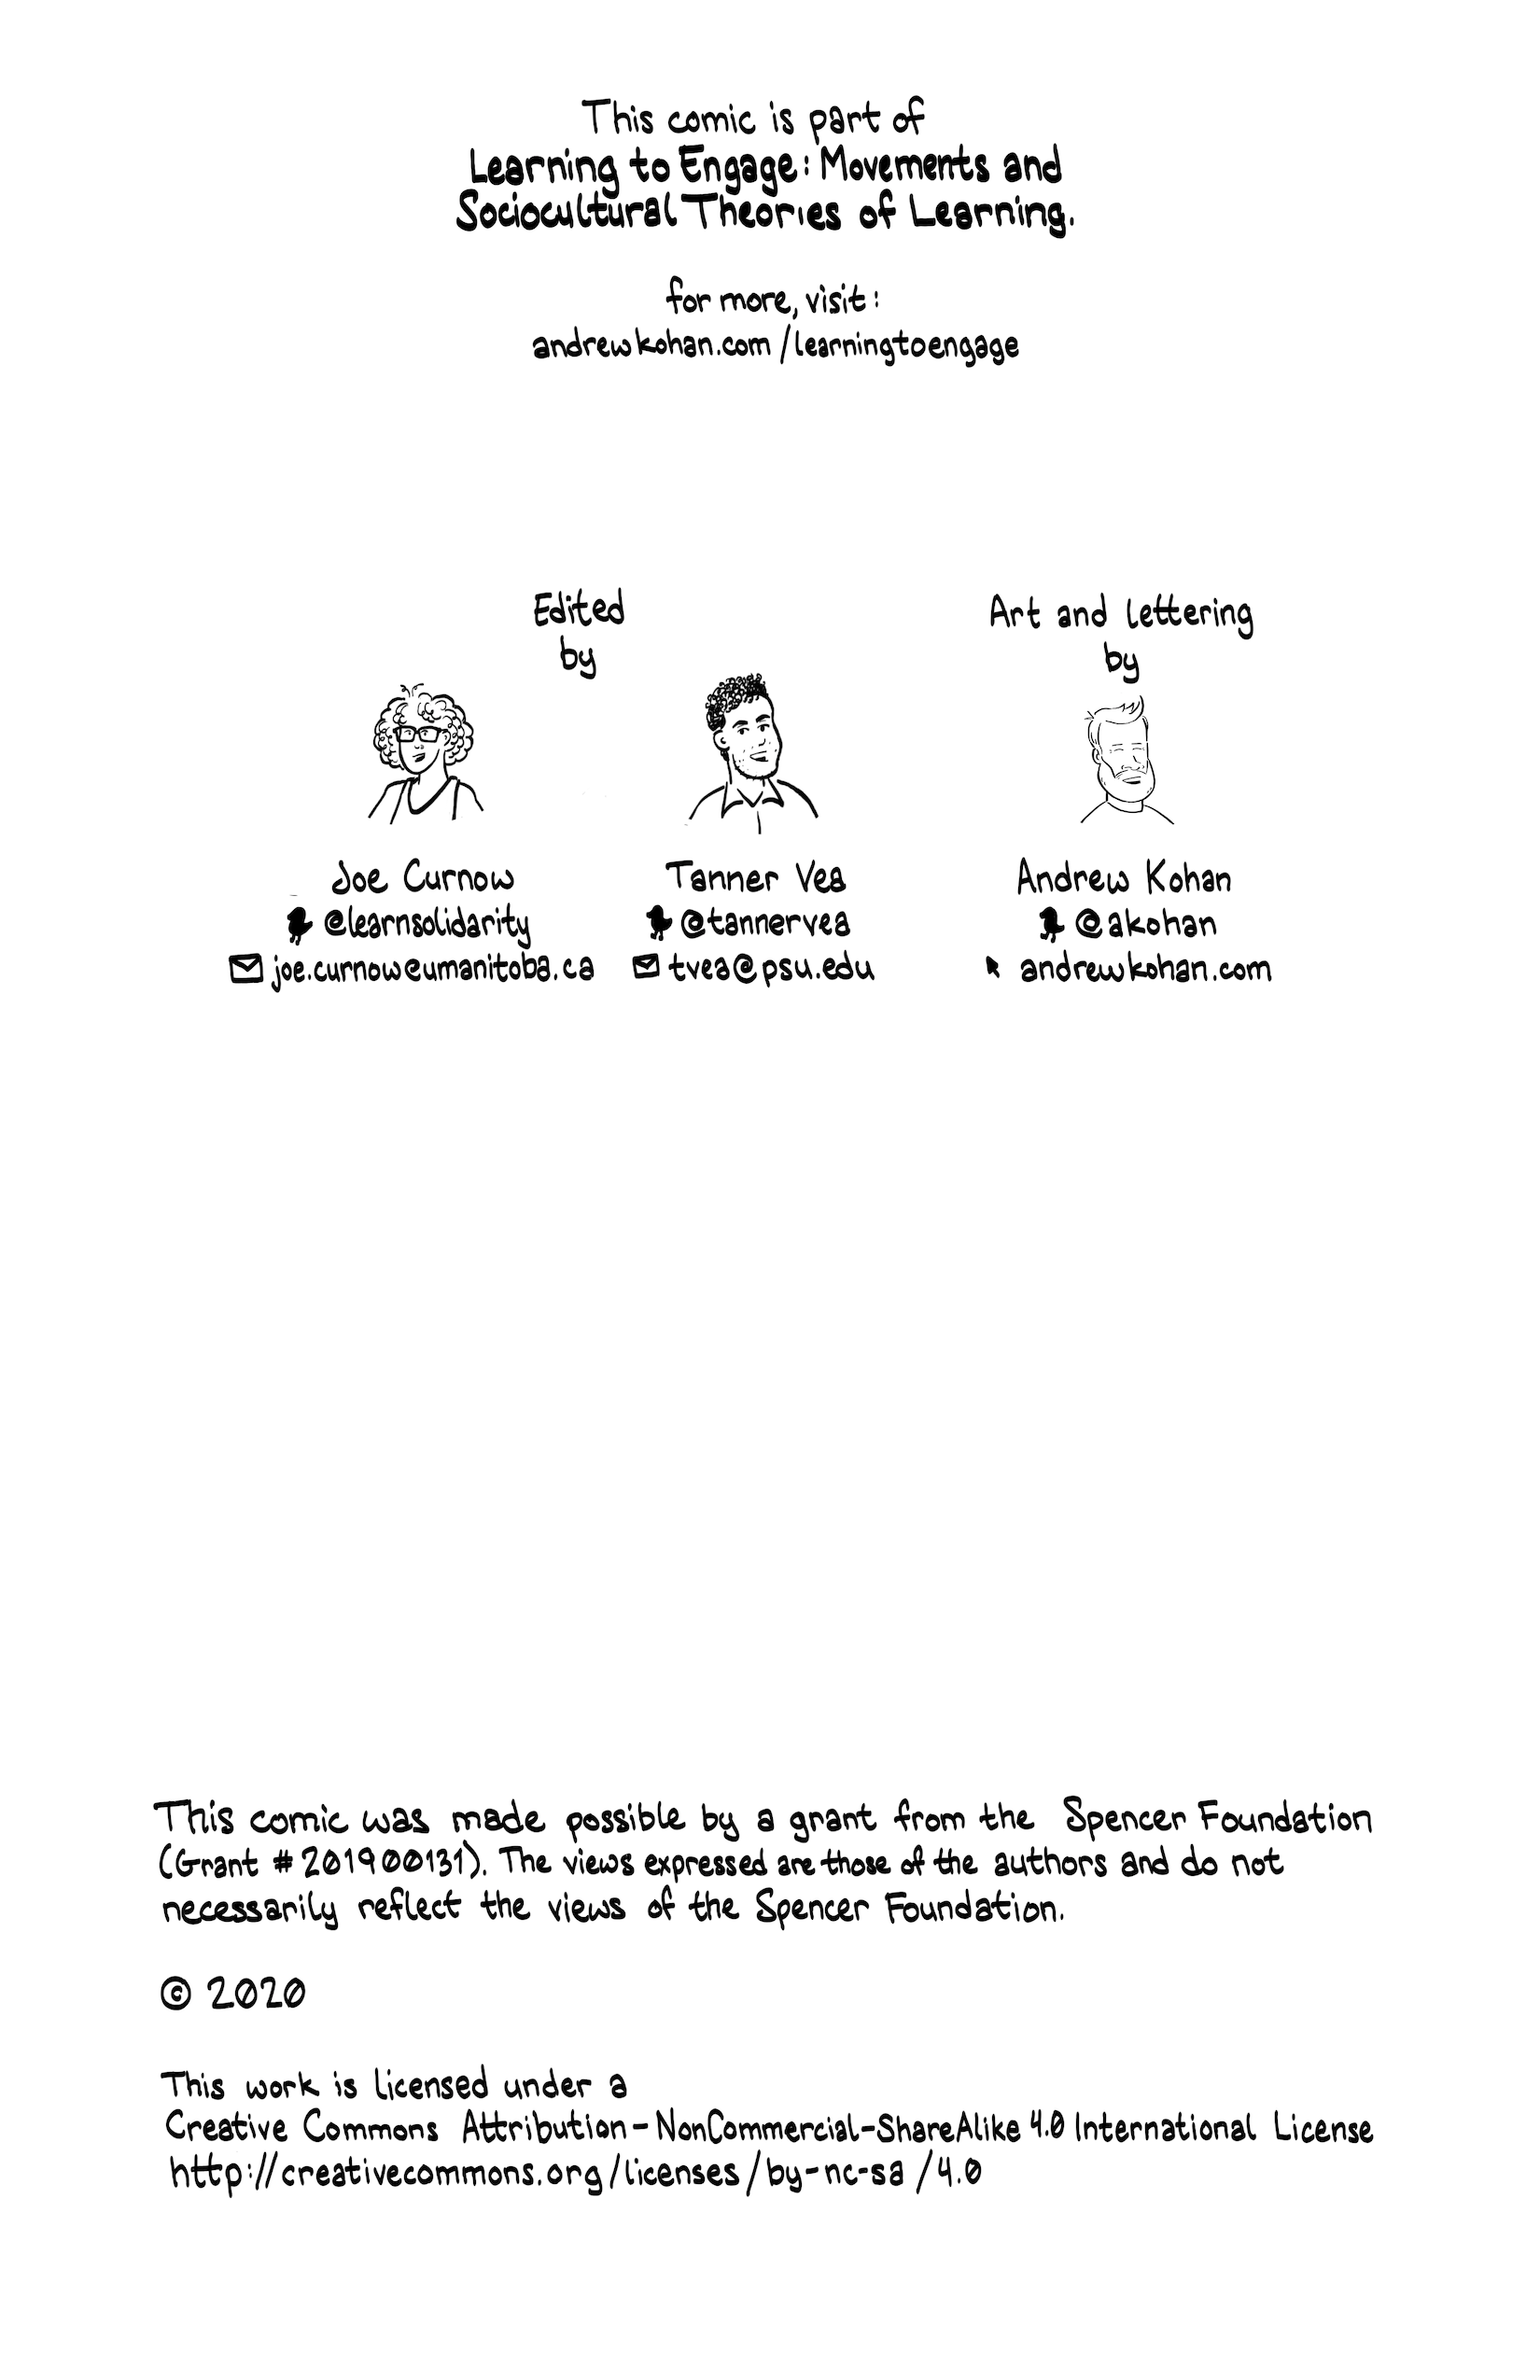 This comic is part of
Learning to Engage: Movements and
Sociocultural Theories of Learning.
for more, visit:
andrewkohan.com/learningtoengage
Edited
by
Joe Curnow
@learnsolidarity
joe.curnow@umanitoba.ca
Tanner Vea
@tannervea
tvea@psu.edu
Art and lettering
by
Andrew Kohan
@akohan
andrewkohan.com
This comic was made possible by a grant from the Spencer Foundation
(Grant #201900131). The views expressed are those of the authors and do not
necessarily reflect the views of the Spencer Foundation.
© 2020
This work is licensed under a
Creative Commons Attribution-NonCommercial-ShareAlike 4.0 International License
http://creativecommons.org/licenses/by-nc-sa/4.0